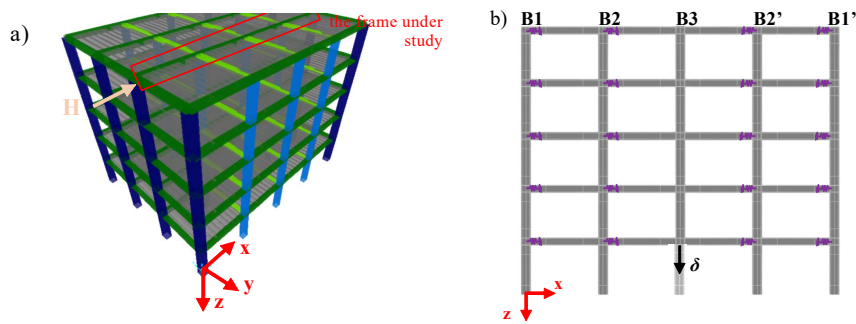 a)
the frame under
study
H
x
y
z
b)
B1 B2 B3 B2' B1'
δ
x
z